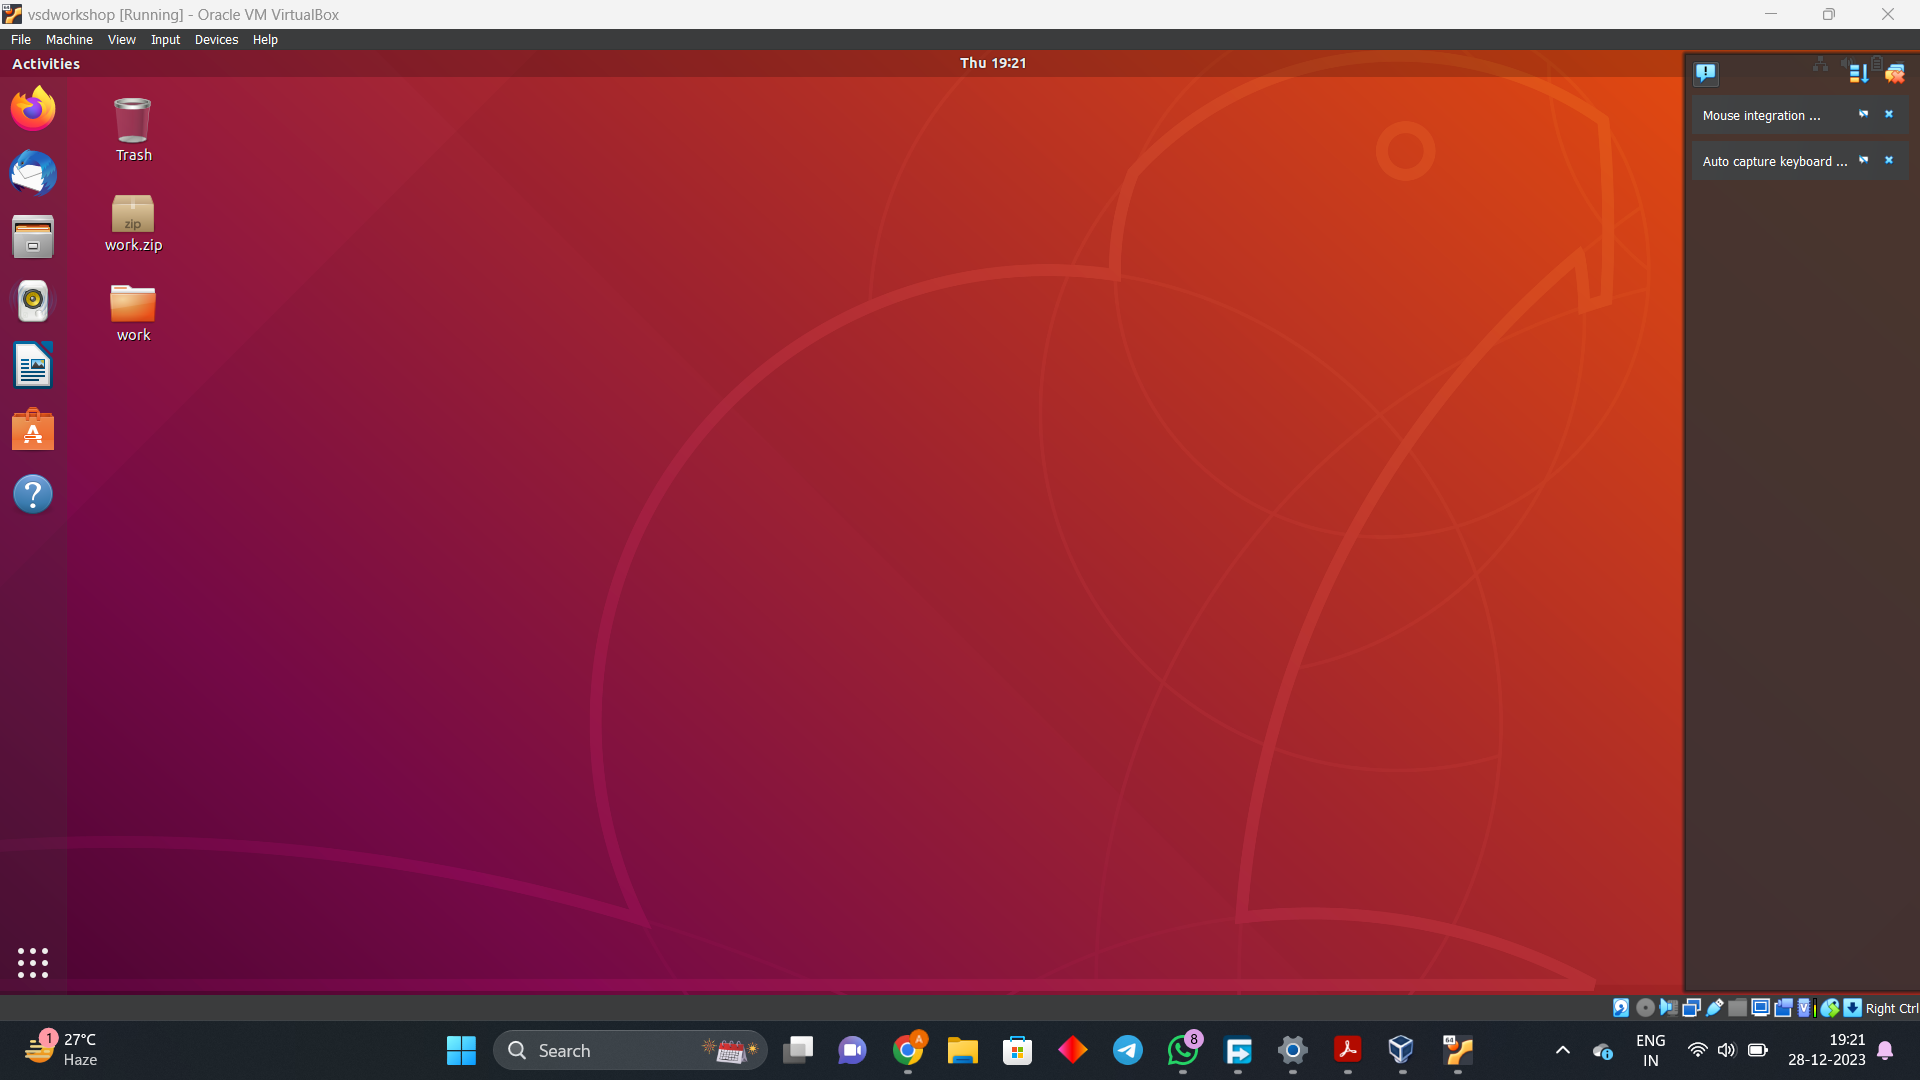 vsdworkshop [Running] - Oracle VM VirtualBox
File Machine View Input Devices Help
Activities
Thu 19:21
Mouse integration ...
Auto capture keyboard ...
Trash
zip
work.zip
work
Right Ctrl
1
27°C
Haze
Search
A
8
64
ENG
IN
19:21
28-12-2023